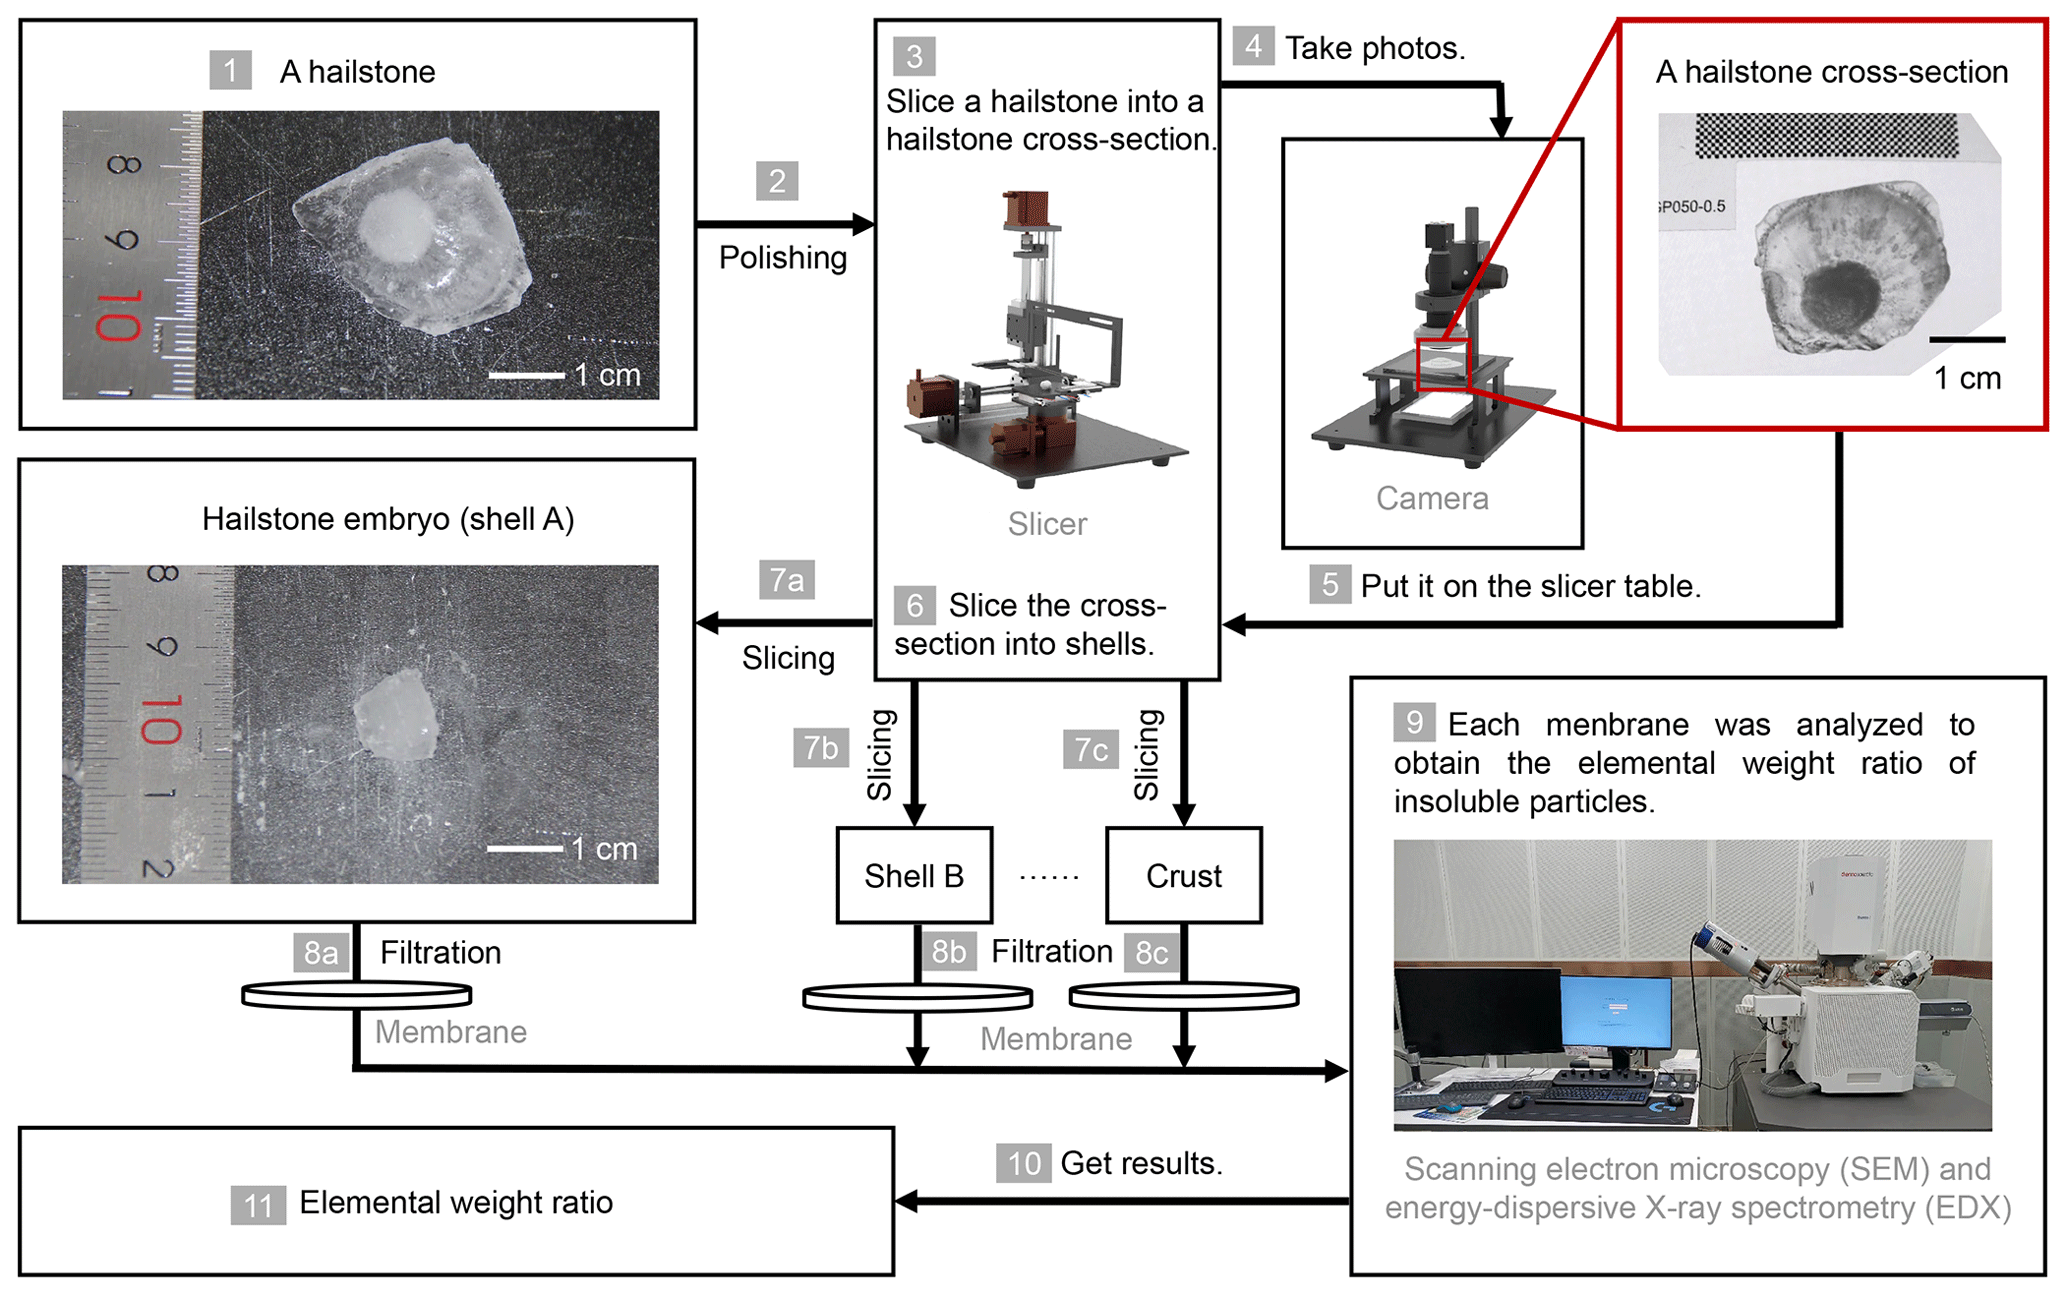 1 A hailstone
8
9
10
1
1 cm
2
Polishing
3
Slice a hailstone into a
hailstone cross-section.
Slicer
4 Take photos.
Camera
A hailstone cross-section
GP050-0.5
1 cm
5 Put it on the slicer table.
6 Slice the cross-
section into shells.
7a
Slicing
Hailstone embryo (shell A)
8
9
10
1
2
1 cm
7b Slicing
7c Slicing
Shell B
......
Crust
8a Filtration
8b Filtration 8c
Membrane
Membrane
9 Each menbrane was analyzed to
obtain the elemental weight ratio of
insoluble particles.
Scanning electron microscopy (SEM) and
energy-dispersive X-ray spectrometry (EDX)
10 Get results.
11 Elemental weight ratio